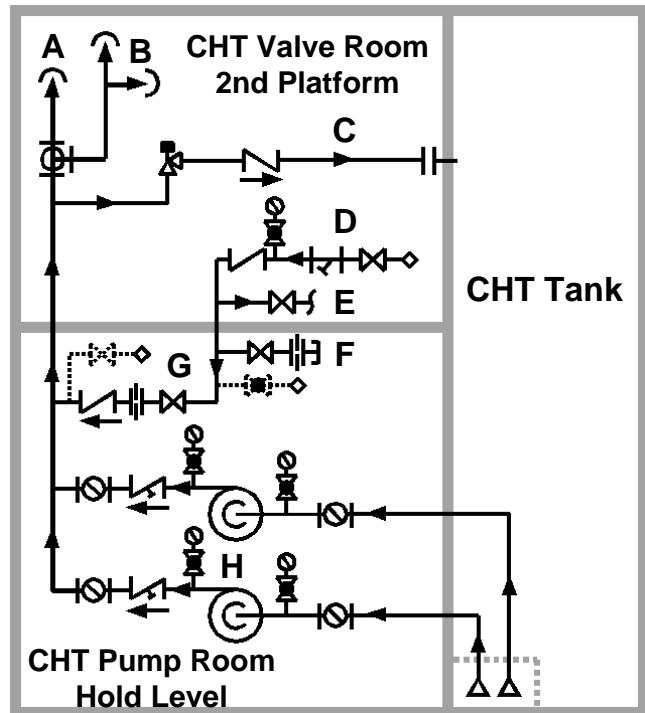 A
B
CHT Valve Room
2nd Platform
C
D
CHT Tank
E
F
G
H
CHT Pump Room
Hold Level